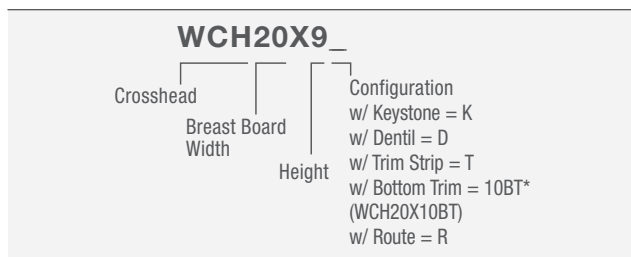 WCH20X9_
Crosshead
Breast Board
Width
Height
Configuration
w/ Keystone = K
w/ Dentil = D
w/ Trim Strip = T
w/ Bottom Trim = 10BT*
(WCH20X10BT)
w/ Route = R